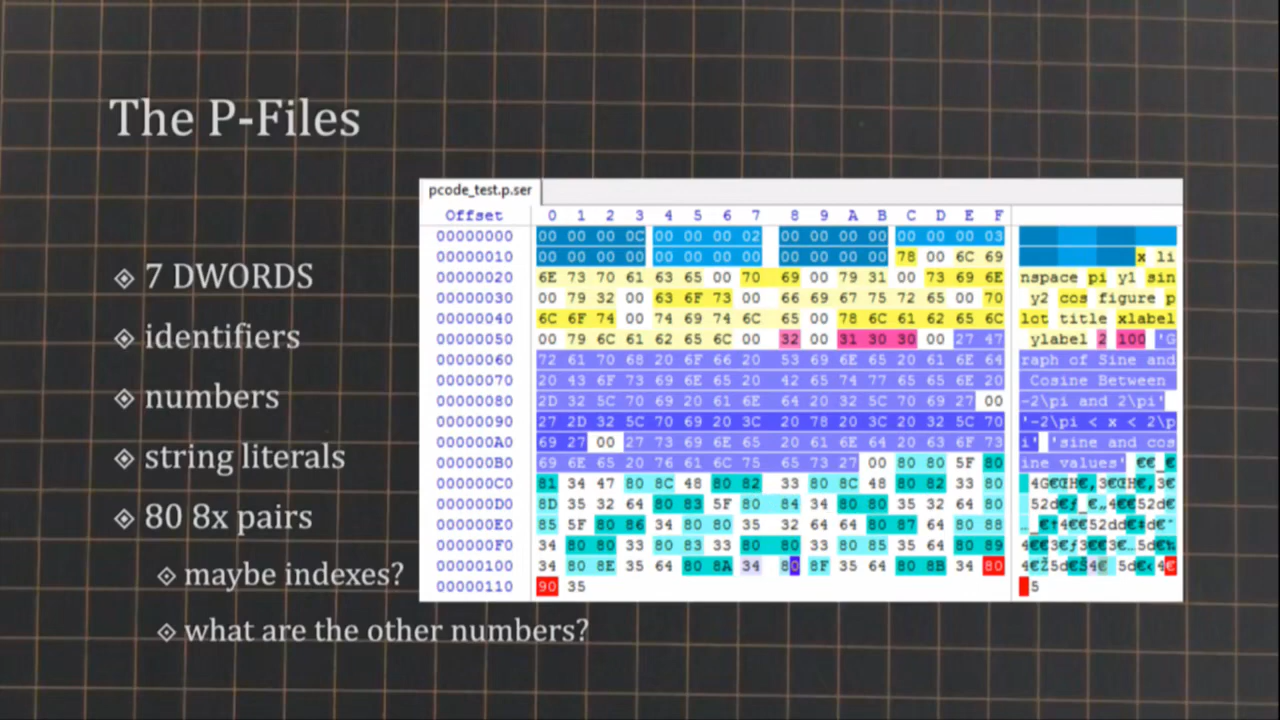 The P-Files
7 DWORDS
identifiers
numbers
string literals
80 8x pairs
maybe indexes?
what are the other numbers?
pcode_test.p.ser
Offset 0 1 2 3 4 5 6 7 8 9 A B C D E F
00000000 00 00 00 0C 00 00 00 02 00 00 00 00 00 00 00 03
00000010 00 00 00 00 00 00 00 00 00 00 00 00 78 00 6C 69 x li
00000020 6E 73 70 61 63 65 00 70 69 00 79 31 00 73 69 6E nspace pi y1 sin
00000030 00 79 32 00 63 6F 73 00 66 69 67 75 72 65 00 70 y2 cos figure p
00000040 6C 6F 74 00 74 69 74 6C 65 00 78 6C 61 62 65 6C lot title xlabel
00000050 00 79 6C 61 62 65 6C 00 32 00 31 30 30 00 27 47 ylabel 2 100 'G
00000060 72 61 70 68 20 6F 66 20 53 69 6E 65 20 61 6E 64 raph of Sine and
00000070 20 43 6F 73 69 6E 65 20 42 65 74 77 65 65 6E 20 Cosine Between
00000080 2D 32 5C 70 69 20 61 6E 64 20 32 5C 70 69 27 00 -2\pi and 2\pi'
00000090 27 2D 32 5C 70 69 20 3C 20 78 20 3C 20 32 5C 70 '-2\pi < x < 2\p
000000A0 69 27 00 27 73 69 6E 65 20 61 6E 64 20 63 6F 73 i' 'sine and cos
000000B0 69 6E 65 20 76 61 6C 75 65 73 27 00 80 80 5F 80 ine values' €€_€
000000C0 81 34 47 80 8C 48 80 82 33 80 8C 48 80 82 33 80
000000D0 8D 35 32 64 80 83 5F 80 84 34 80 80 35 32 64 80
000000E0 85 5F 80 86 34 80 80 35 32 64 64 80 87 64 80 88
000000F0 34 80 80 33 80 83 33 80 80 33 80 85 35 64 80 89
00000100 34 80 8E 35 64 80 8A 34 80 8F 35 64 80 8B 34 80
00000110 90 35 5